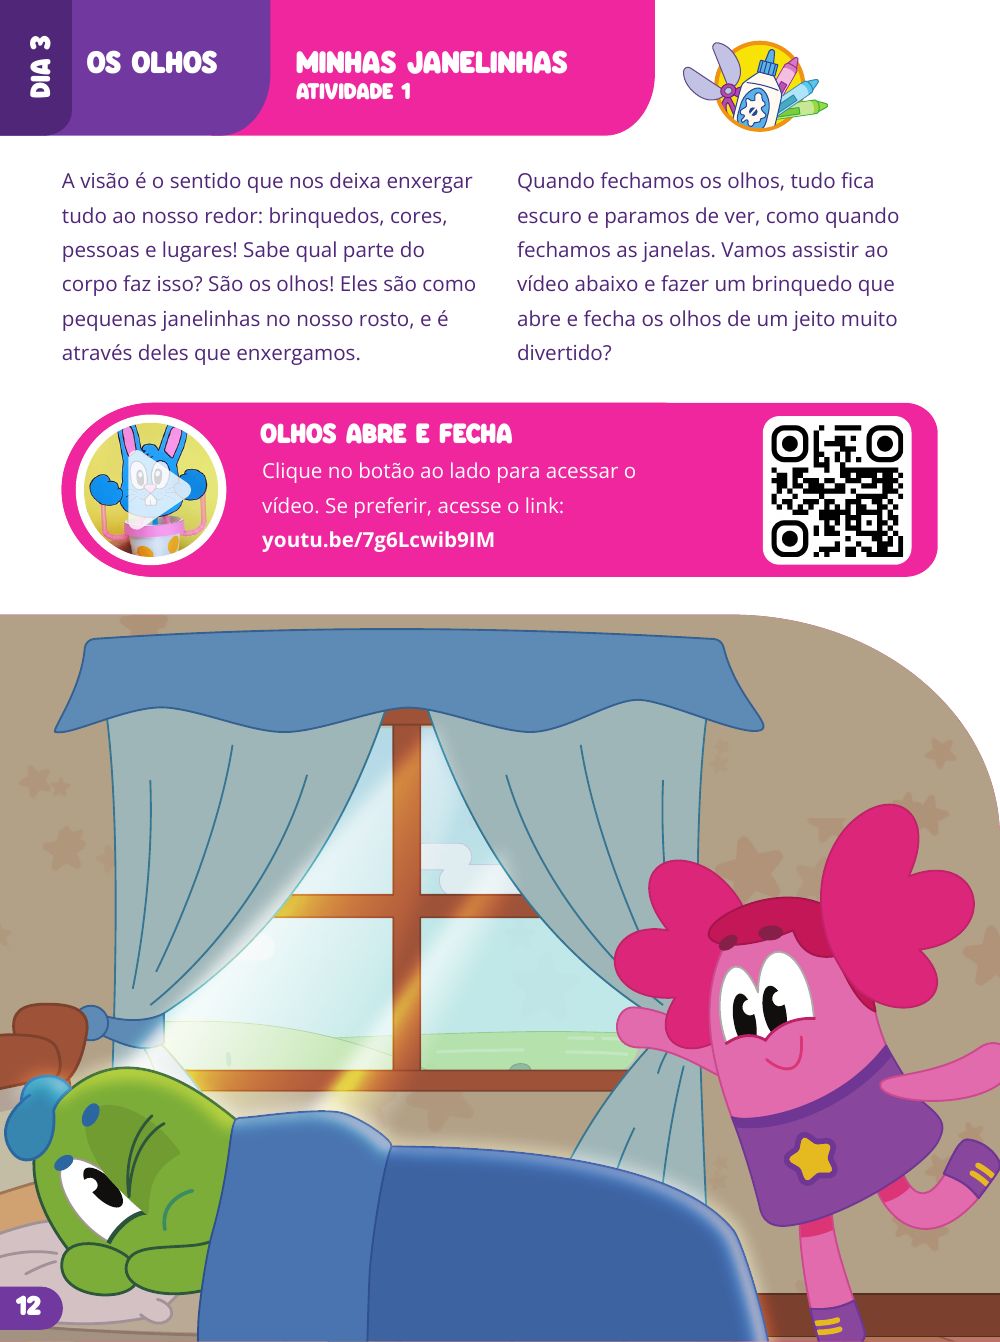 DIA 3
OS OLHOS
MINHAS JANELINHAS
ATIVIDADE 1
A visão é o sentido que nos deixa enxergar
tudo ao nosso redor: brinquedos, cores,
pessoas e lugares! Sabe qual parte do
corpo faz isso? São os olhos! Eles são como
pequenas janelinhas no nosso rosto, e é
através deles que enxergamos.
Quando fechamos os olhos, tudo fica
escuro e paramos de ver, como quando
fechamos as janelas. Vamos assistir ao
vídeo abaixo e fazer um brinquedo que
abre e fecha os olhos de um jeito muito
divertido?
OLHOS ABRE E FECHA
Clique no botão ao lado para acessar o
vídeo. Se preferir, acesse o link:
youtu.be/7g6Lcwib9IM
12